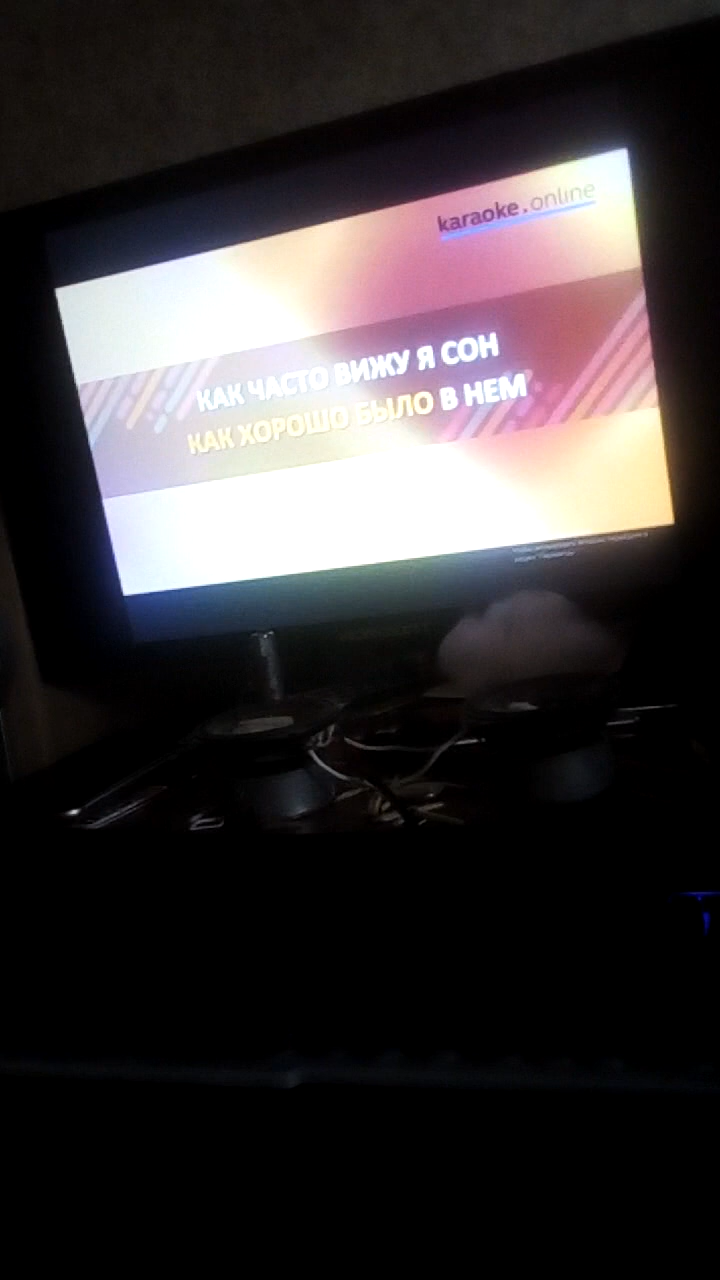 karaoke.online
КАК ЧАСТО ВИЖУ Я СОН
КАК ХОРОШО БЫЛО В НЕМ